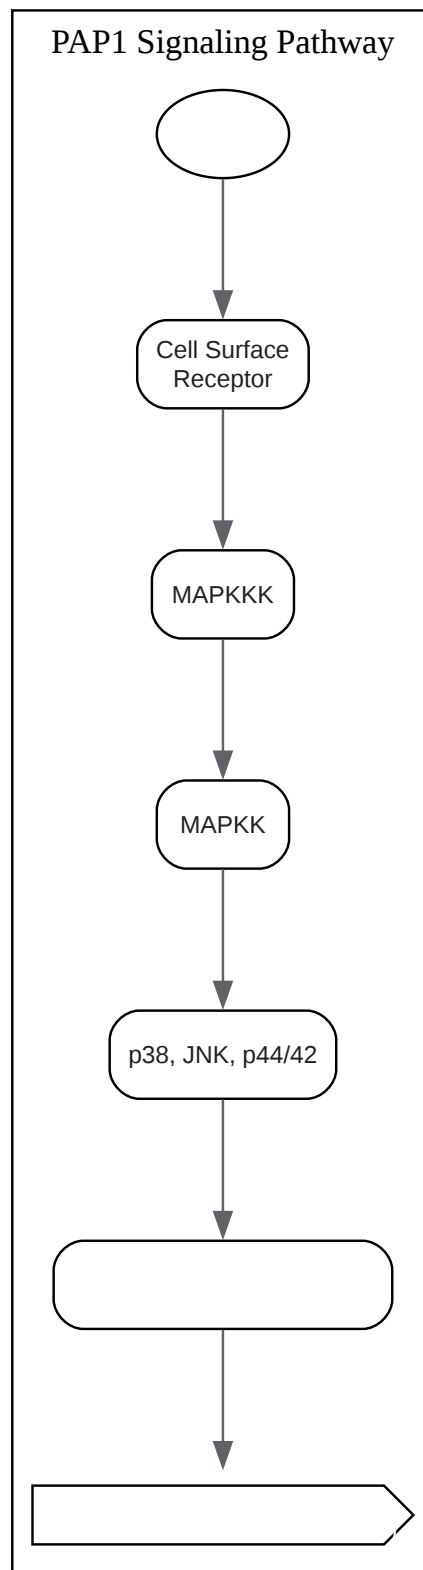 PAP1 Signaling Pathway
Cell Surface
Receptor
MAPKKK
MAPKK
p38, JNK, p44/42